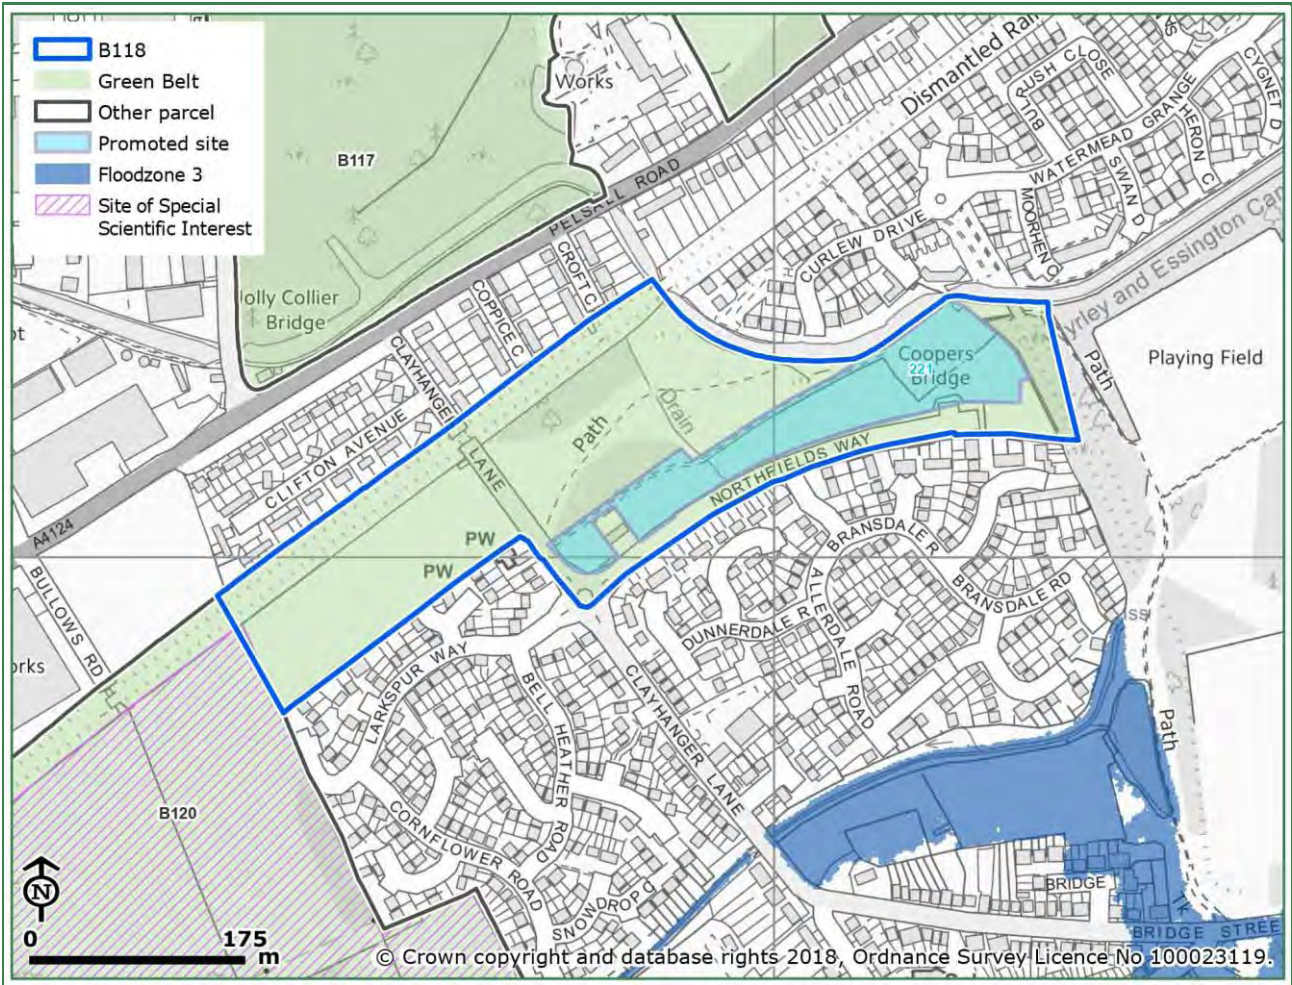 B118
Green Belt
Other parcel
Promoted site
Floodzone 3
Site of Special
Scientific Interest
Works
B117
PELSALL ROAD
Dismantled Rai
BULRUSH CLOSE
WATERMEAD GRANGE
HERON C
CYGNET D
SWAN D
MOORHEN C
CURLEW DRIVE
Wyrley and Essington Can
Jolly Collier
Bridge
CROFT C
COPPICE C
CLAYHANGER
LANE
CLIFTON AVENUE
A4124
BULLOWS RD
orks
Path
Drain
Coopers
Bridge
221
Path
Playing Field
NORTHFIELDS WAY
PW
PW
BRANSDALE R
BRANSDALE RD
ALLERDALE ROAD
DUNNERDALE R
LARKSPUR WAY
BELL HEATHER ROAD
CLAYHANGER LANE
CORNFLOWER ROAD
SNOWDROP C
B120
Path
BRIDGE
BRIDGE STREE
N
0 175
m
© Crown copyright and database rights 2018, Ordnance Survey Licence No 100023119.